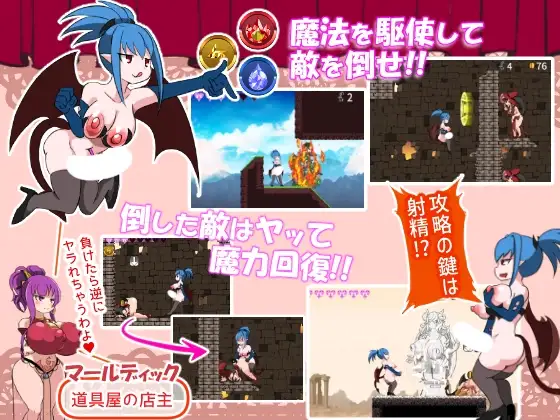 魔法を駆使して
敵を倒せ!!
2
4
76
攻略の鍵は
射精!?
倒した敵はヤッて
魔力回復!!
負けたら逆に
ヤラれちゃうわよ♥
マールディック
道具屋の店主